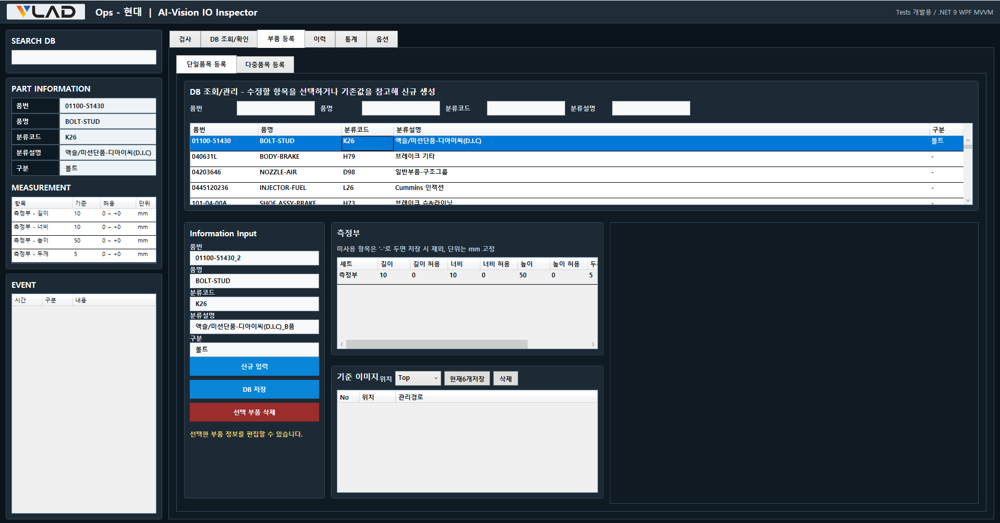 VLAD
Ops - 현대 | AI-Vision IO Inspector
Tests 개발용 / .NET 9 WPF MVVM
SEARCH DB
PART INFORMATION
품번 01100-51430
품명 BOLT-STUD
분류코드 K26
분류설명 액슬/미션단품-디아이씨(D.I.C)
구분 볼트
MEASUREMENT
항목 기준 허용 단위
측정부 - 길이 10 0 ~ +0 mm
측정부 - 너비 10 0 ~ +0 mm
측정부 - 높이 50 0 ~ +0 mm
측정부 - 두께 5 0 ~ +0 mm
EVENT
시간 구분 내용
검사 DB 조회/확인 부품 등록 이력 통계 옵션
단일품목 등록 다중품목 등록
DB 조회/관리 - 수정할 항목을 선택하거나 기존값을 참고해 신규 생성
품번 품명 분류코드 분류설명
품번 품명 분류코드 분류설명 구분
01100-51430 BOLT-STUD K26 액슬/미션단품-디아이씨(D.I.C) 볼트
040631L BODY-BRAKE H79 브레이크 기타 -
04203646 NOZZLE-AIR D98 일반부품-구조그룹 -
0445120236 INJECTOR-FUEL L26 Cummins 인젝션 -
101-04-00A SHOE ASSY-BRAKE H73 브레이크 슈&라이닝 -
Information Input
품번
01100-51430_2
품명
BOLT-STUD
분류코드
K26
분류설명
액슬/미션단품-디아이씨(D.I.C)_B품
구분
볼트
신규 입력
DB 저장
선택 부품 삭제
선택한 부품 정보를 편집할 수 있습니다.
측정부
미사용 항목은 '-'로 두면 저장 시 제외, 단위는 mm 고정
세트 길이 길이 허용 너비 너비 허용 높이 높이 허용
측정부 10 0 10 0 50 0 5
기준 이미지 위치 Top 현재6개저장 삭제
No 위치 관리경로